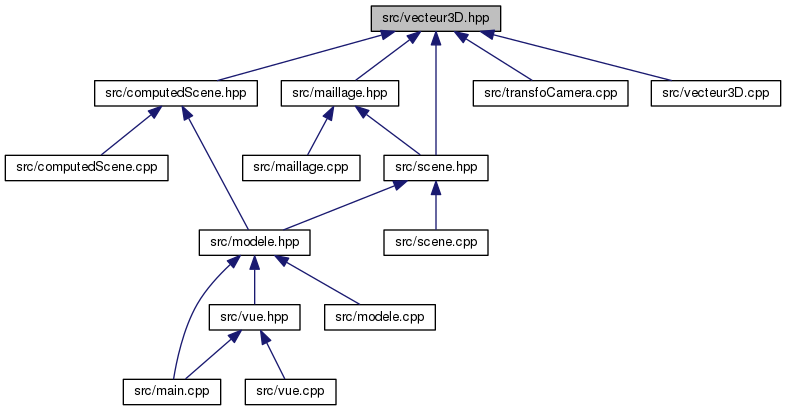 src/vecteur3D.hpp
src/computedScene.hpp
src/maillage.hpp
src/transfoCamera.cpp
src/vecteur3D.cpp
src/computedScene.cpp
src/maillage.cpp
src/scene.hpp
src/modele.hpp
src/scene.cpp
src/vue.hpp
src/modele.cpp
src/main.cpp
src/vue.cpp